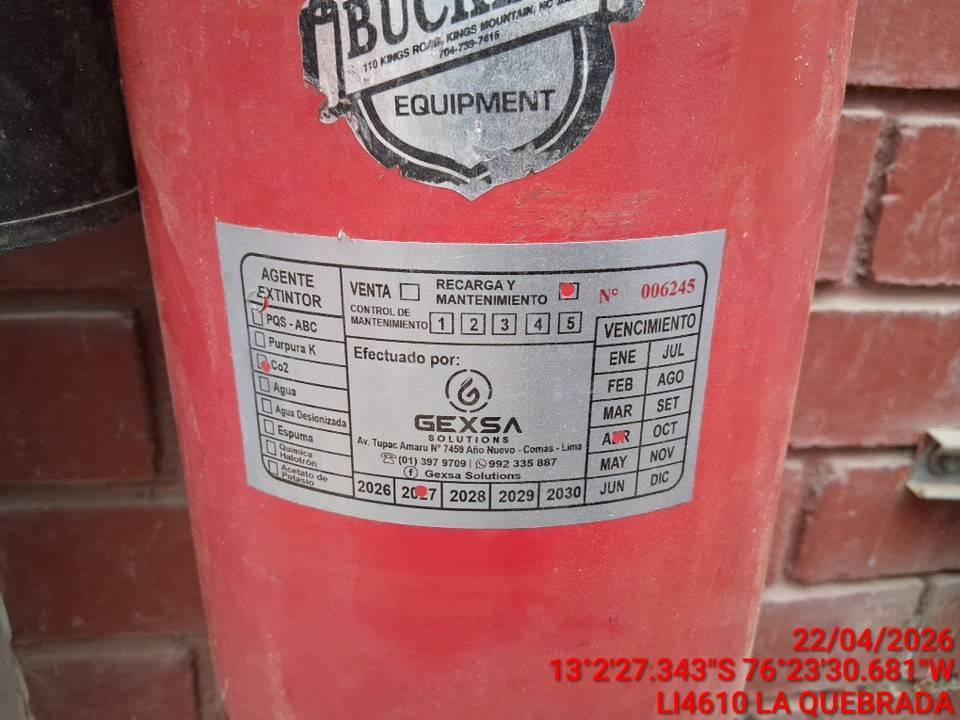 110 KINGS ROAD, KINGS MOUNTAIN, NC
704-739-7416
EQUIPMENT
AGENTE EXTINTOR
PQS - ABC
Purpura K
Co2
Agua
Agua Desionizada
Espuma
Quimica Halotrón
Acetato de Potasio
VENTA
RECARGA Y MANTENIMIENTO
Nº 006245
CONTROL DE MANTENIMIENTO 1 2 3 4 5
Efectuado por:
GEXSA
SOLUTIONS
Av. Tupac Amaru N° 7459 Año Nuevo - Comas - Lima
(01) 397 9709 | 992 335 887
Gexsa Solutions
2026 2027 2028 2029 2030
VENCIMIENTO
ENE JUL
FEB AGO
MAR SET
ABR OCT
MAY NOV
JUN DIC
22/04/2026
13°2'27.343"S 76°23'30.681"W
LI4610 LA QUEBRADA